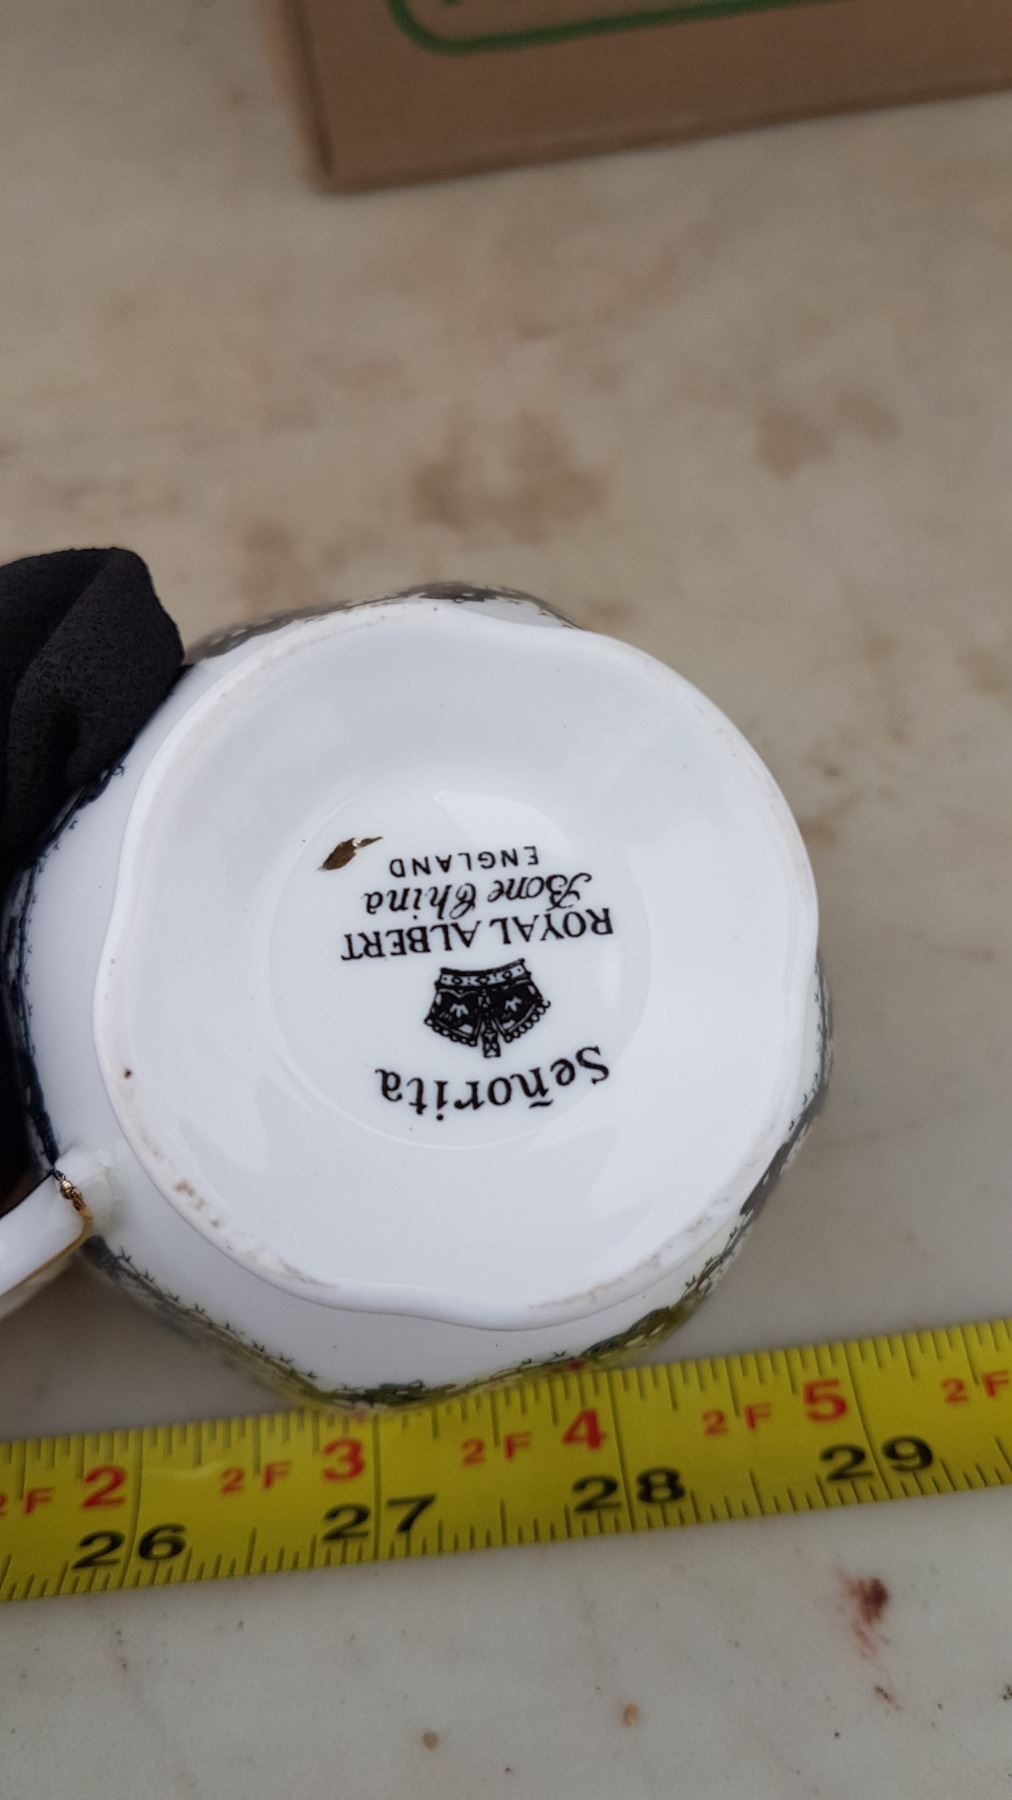 Señorita
ROYAL ALBERT
Bone China
ENGLAND
2F 2 2F 3 2F 4 2F 5 2F
26 27 28 29